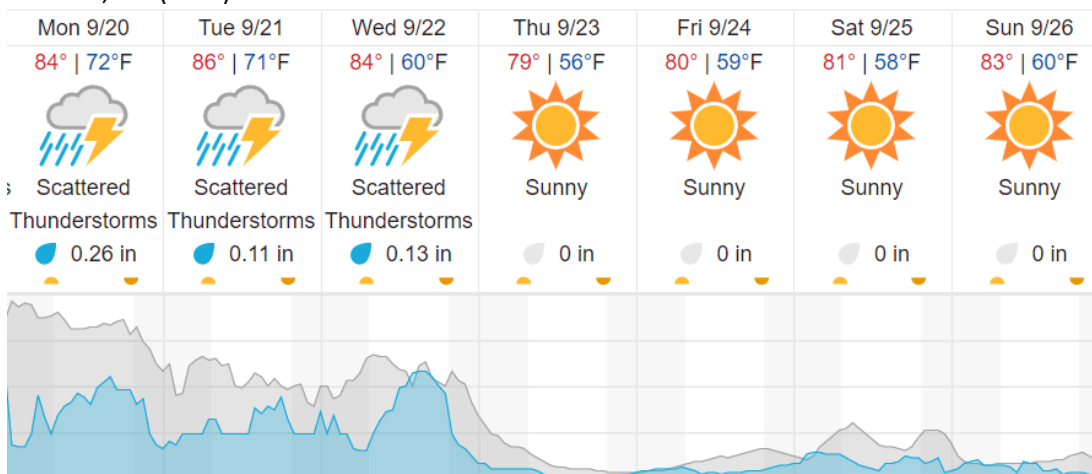 Mon 9/20 Tue 9/21 Wed 9/22 Thu 9/23 Fri 9/24 Sat 9/25 Sun 9/26
84° | 72°F 86° | 71°F 84° | 60°F 79° | 56°F 80° | 59°F 81° | 58°F 83° | 60°F
s Scattered Scattered Scattered Sunny Sunny Sunny Sunny
Thunderstorms Thunderstorms Thunderstorms
0.26 in 0.11 in 0.13 in 0 in 0 in 0 in 0 in